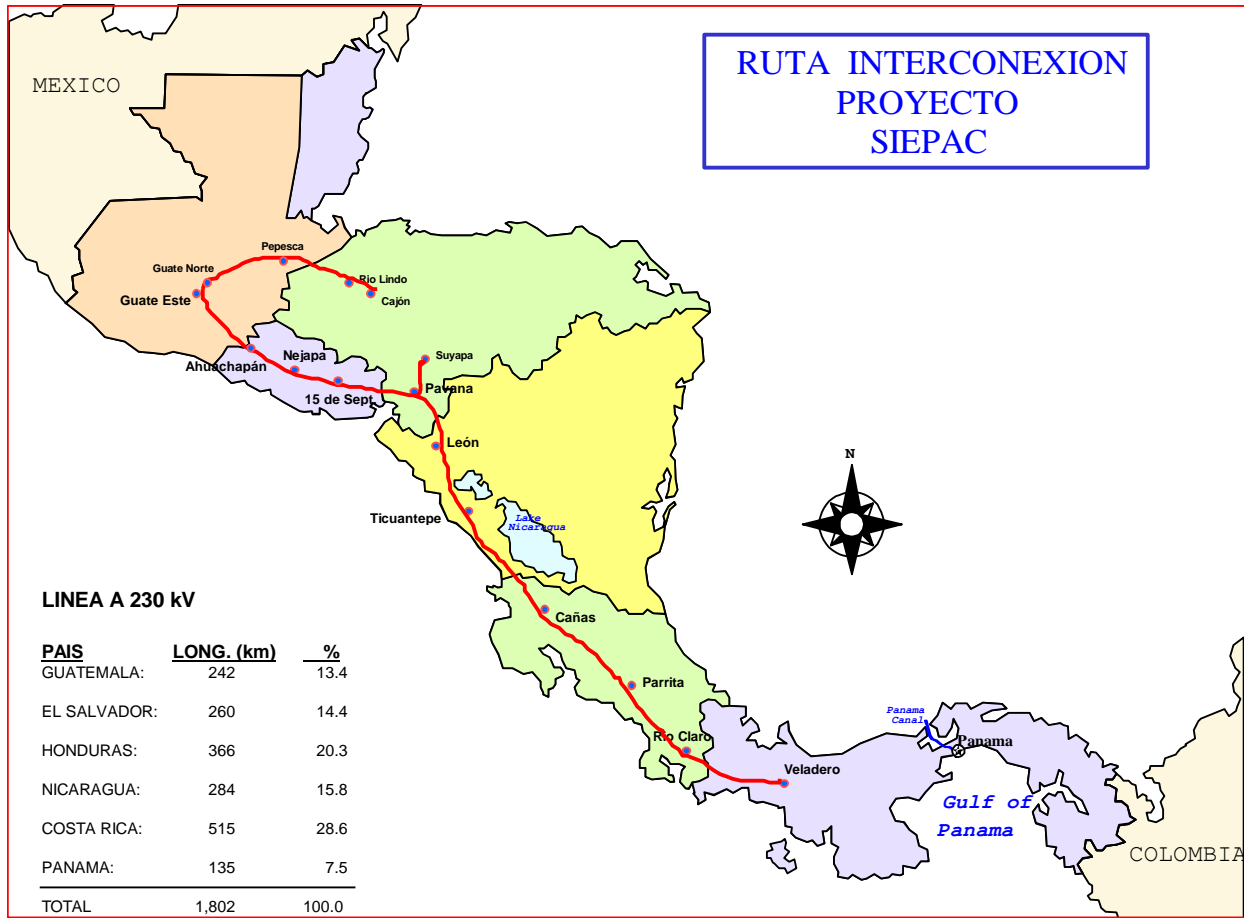 RUTA INTERCONEXION
PROYECTO
SIEPAC
MEXICO
Pepesca
Guate Norte
Rio Lindo
Guate Este
Cajón
Ahuachapán
Nejapa
Suyapa
15 de Sept.
Pavana
León
N
Ticuantepe
Lake
Nicaragua
Cañas
Parrita
Río Claro
Panama
Canal
Panama
Veladero
Gulf of
Panama
COLOMBIA
LINEA A 230 kV
PAIS LONG. (km) %
GUATEMALA: 242 13.4
EL SALVADOR: 260 14.4
HONDURAS: 366 20.3
NICARAGUA: 284 15.8
COSTA RICA: 515 28.6
PANAMA: 135 7.5
TOTAL 1,802 100.0